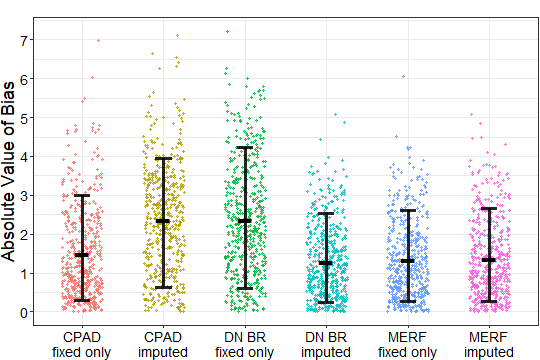 Absolute Value of Bias
7
6
5
4
3
2
1
0
CPAD
fixed only
CPAD
imputed
DN BR
fixed only
DN BR
imputed
MERF
fixed only
MERF
imputed